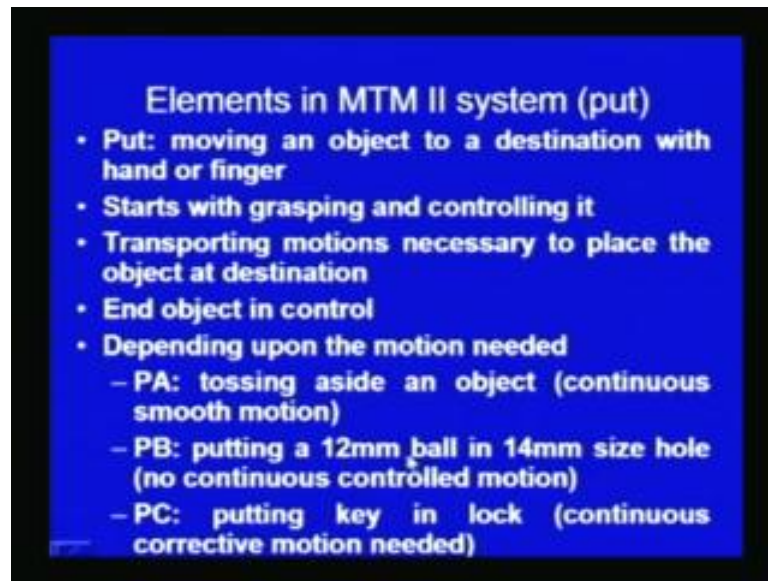 Elements in MTM II system (put)
• Put: moving an object to a destination with
hand or finger
• Starts with grasping and controlling it
• Transporting motions necessary to place the
object at destination
• End object in control
• Depending upon the motion needed
– PA: tossing aside an object (continuous
smooth motion)
– PB: putting a 12mm ball in 14mm size hole
(no continuous controlled motion)
– PC: putting key in lock (continuous
corrective motion needed)